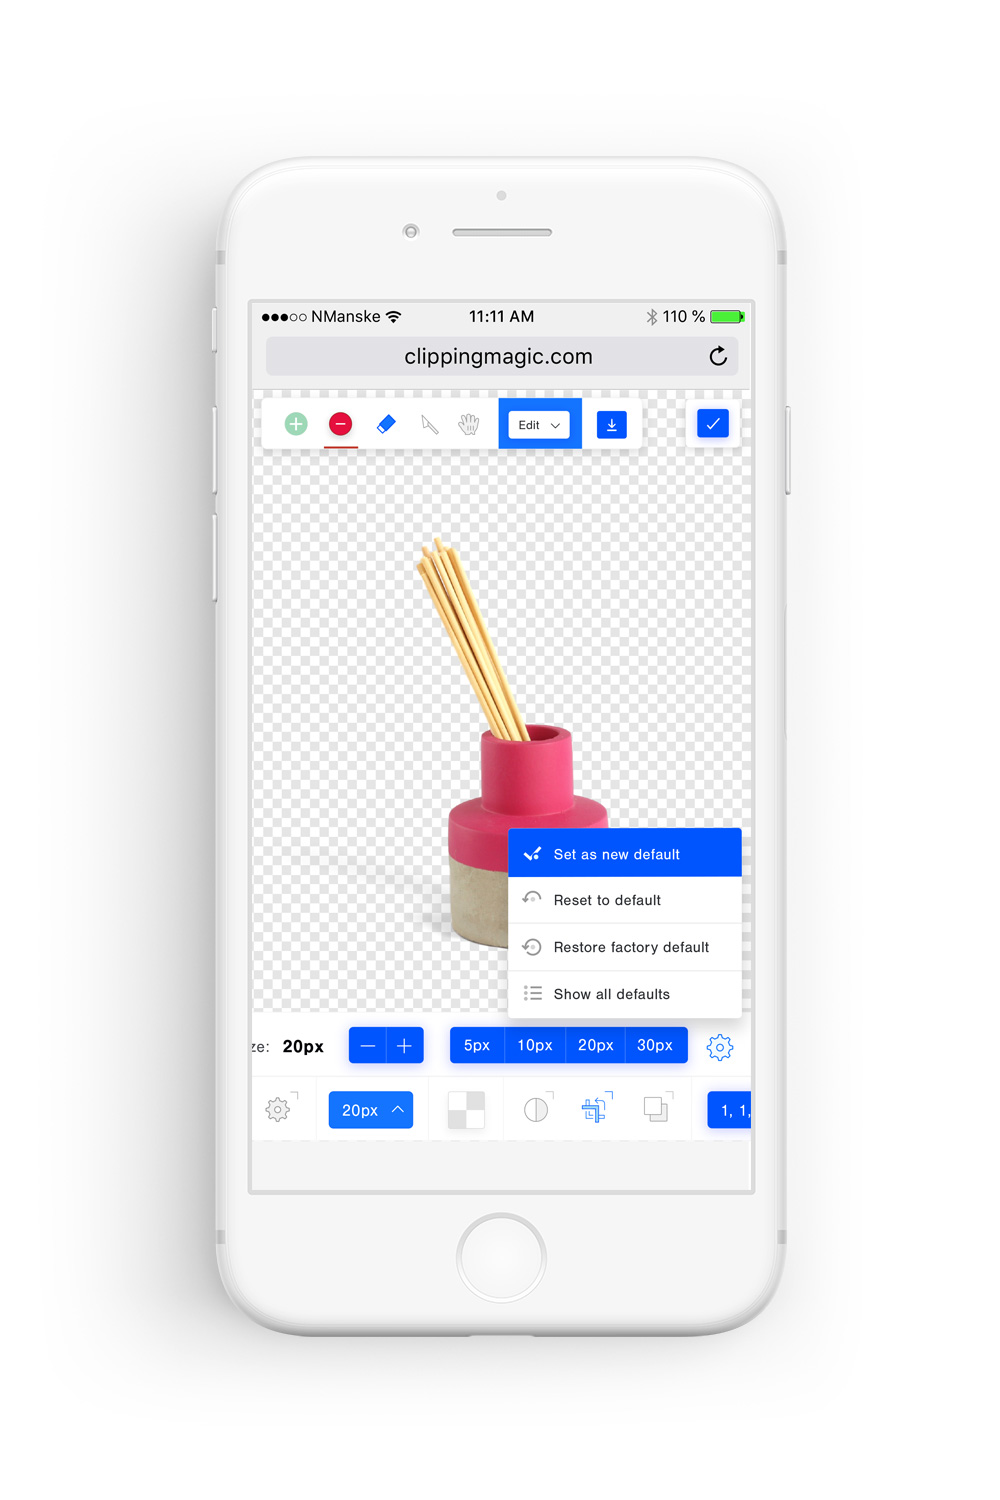 NManske 11:11 AM 110 %
clippingmagic.com
Edit
Set as new default
Reset to default
Restore factory default
Show all defaults
ze: 20px 5px 10px 20px 30px
20px 1, 1,